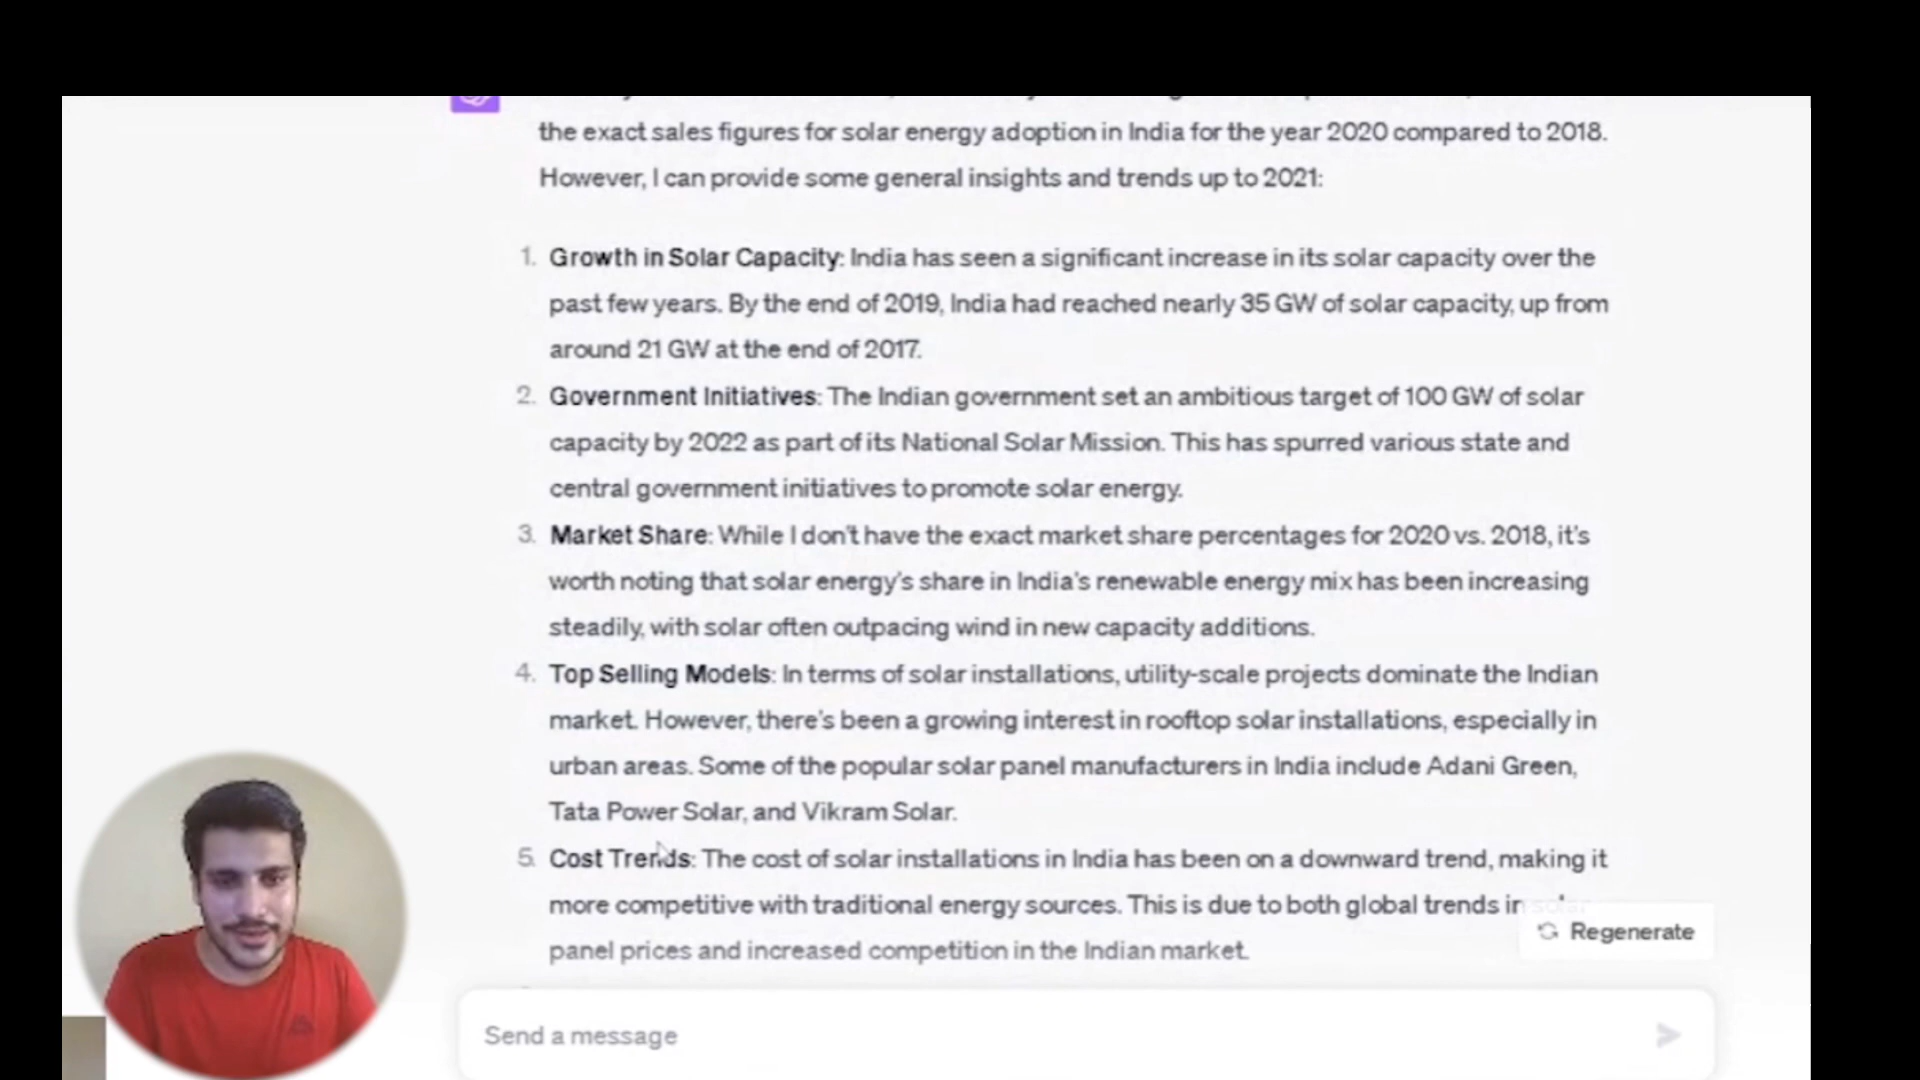 the exact sales figures for solar energy adoption in India for the year 2020 compared to 2018.
However, I can provide some general insights and trends up to 2021:
1. Growth in Solar Capacity: India has seen a significant increase in its solar capacity over the
past few years. By the end of 2019, India had reached nearly 35 GW of solar capacity, up from
around 21 GW at the end of 2017.
2. Government Initiatives: The Indian government set an ambitious target of 100 GW of solar
capacity by 2022 as part of its National Solar Mission. This has spurred various state and
central government initiatives to promote solar energy.
3. Market Share: While I don't have the exact market share percentages for 2020 vs. 2018, it's
worth noting that solar energy's share in India's renewable energy mix has been increasing
steadily, with solar often outpacing wind in new capacity additions.
4. Top Selling Models: In terms of solar installations, utility-scale projects dominate the Indian
market. However, there's been a growing interest in rooftop solar installations, especially in
urban areas. Some of the popular solar panel manufacturers in India include Adani Green,
Tata Power Solar, and Vikram Solar.
5. Cost Trends: The cost of solar installations in India has been on a downward trend, making it
more competitive with traditional energy sources. This is due to both global trends in solar
panel prices and increased competition in the Indian market.
Regenerate
Send a message